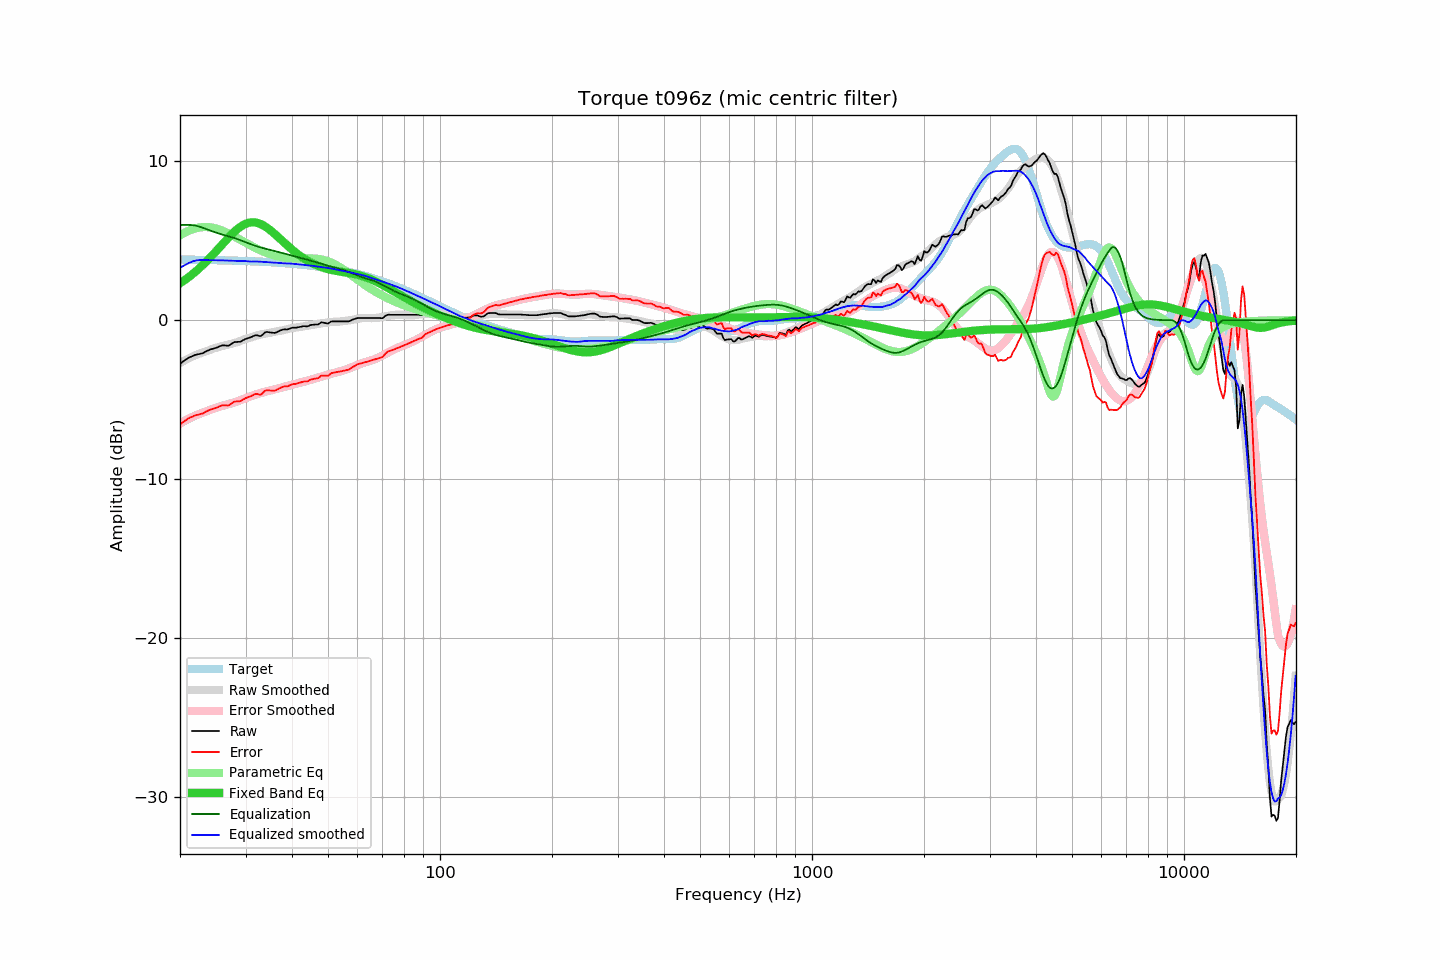 Torque t096z (mic centric filter)
10
0
−10
−20
−30
Amplitude (dBr)
Target
Raw Smoothed
Error Smoothed
Raw
Error
Parametric Eq
Fixed Band Eq
Equalization
Equalized smoothed
100
1000
10000
Frequency (Hz)